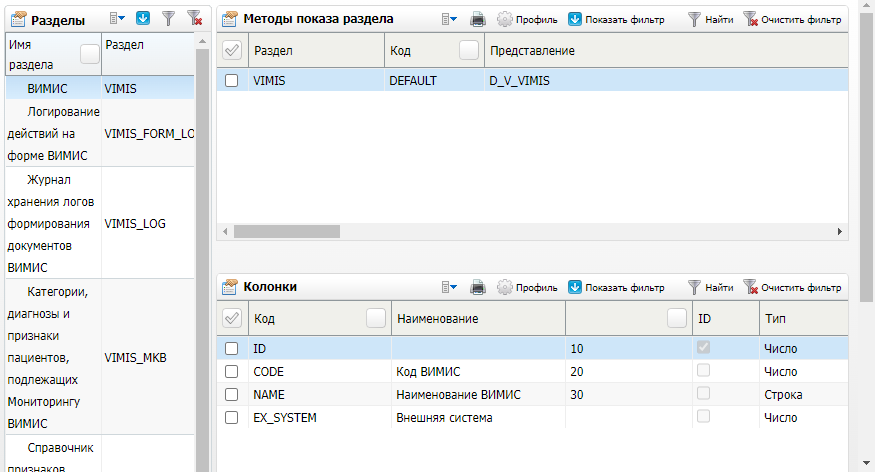 Разделы
Имя раздела Раздел
ВИМИС VIMIS
Логирование
действий на VIMIS_FORM_LO
форме ВИМИС
Журнал
хранения логов
формирования VIMIS_LOG
документов
ВИМИС
Категории,
диагнозы и
признаки
пациентов, VIMIS_MKB
подлежащих
Мониторингу
ВИМИС
Справочник
признаков
Методы показа раздела Профиль Показать фильтр Найти Очистить фильтр
Раздел Код Представление
VIMIS DEFAULT D_V_VIMIS
Колонки Профиль Показать фильтр Найти Очистить фильтр
Код Наименование ID Тип
ID 10 Число
CODE Код ВИМИС 20 Число
NAME Наименование ВИМИС 30 Строка
EX_SYSTEM Внешняя система Число